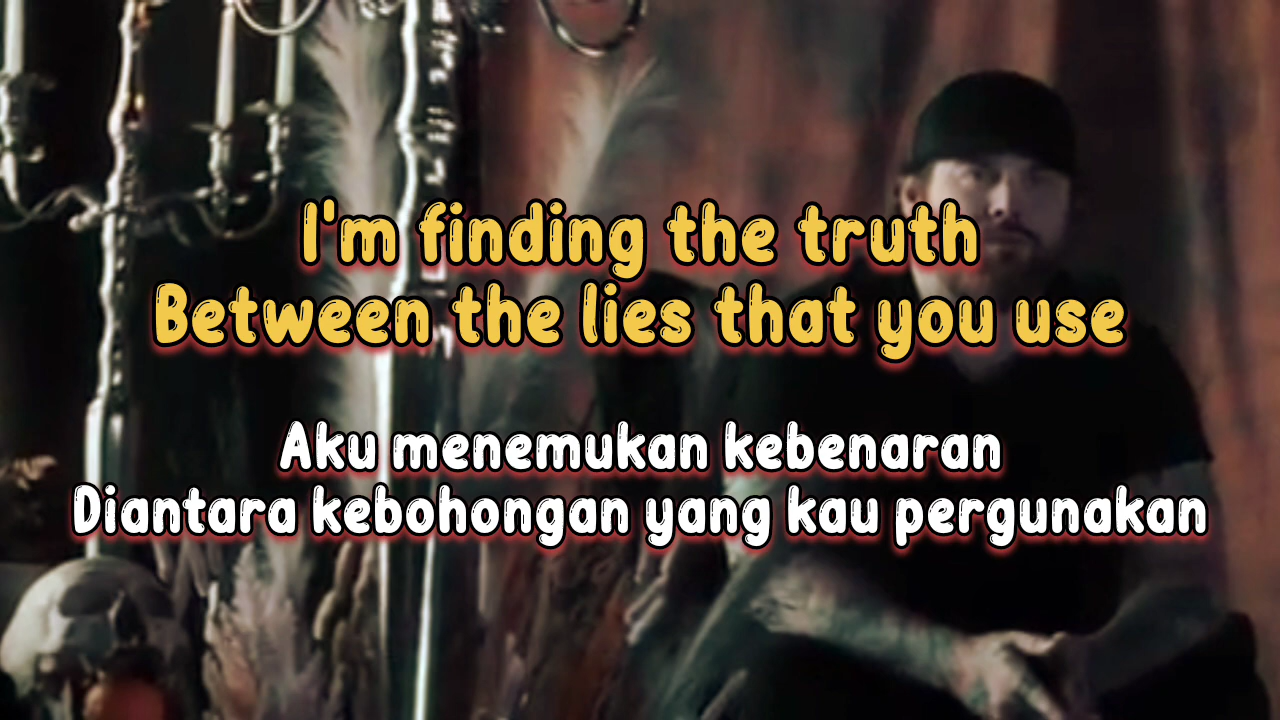 I'm finding the truth
Between the lies that you use
Aku menemukan kebenaran
Diantara kebohongan yang kau pergunakan